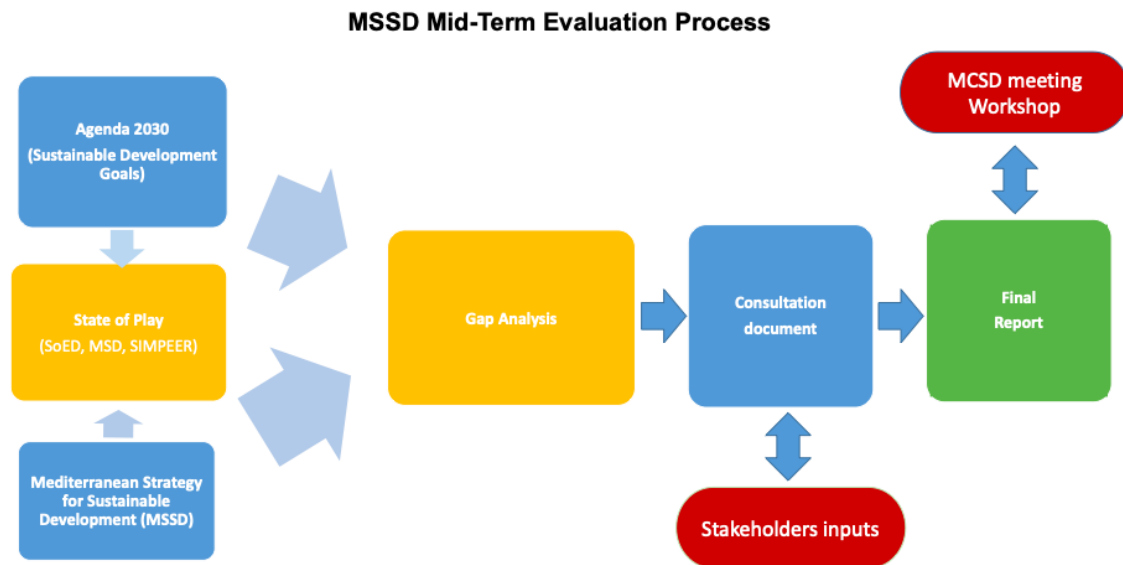 MSSD Mid-Term Evaluation Process
MCSD meeting
Workshop
Agenda 2030
(Sustainable Development
Goals)
State of Play
(SoED, MSD, SIMPEER)
Mediterranean Strategy
for Sustainable
Development (MSSD)
Gap Analysis
Consultation
document
Stakeholders inputs
Final
Report